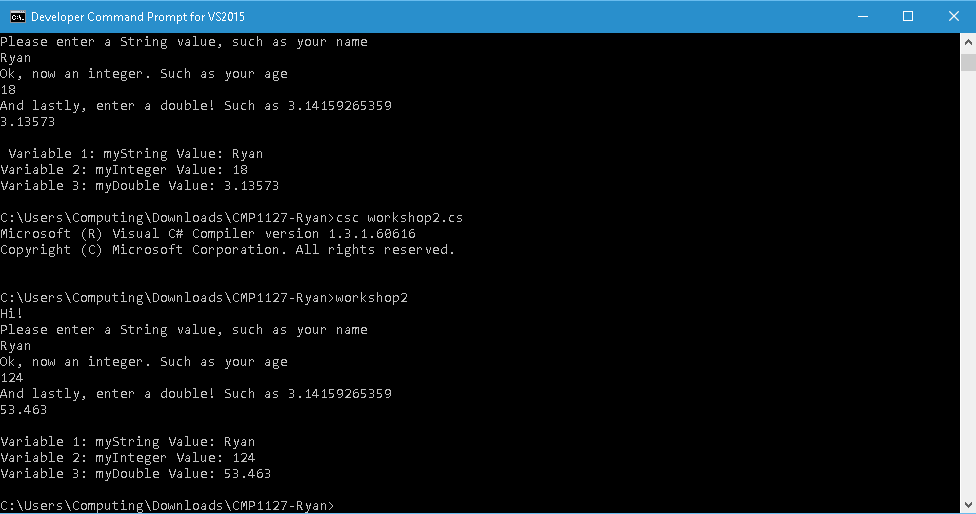 Developer Command Prompt for VS2015
Please enter a String value, such as your name
Ryan
Ok, now an integer. Such as your age
18
And lastly, enter a double! Such as 3.14159265359
3.13573
Variable 1: myString Value: Ryan
Variable 2: myInteger Value: 18
Variable 3: myDouble Value: 3.13573
C:\Users\Computing\Downloads\CMP1127-Ryan>csc workshop2.cs
Microsoft (R) Visual C# Compiler version 1.3.1.60616
Copyright (C) Microsoft Corporation. All rights reserved.
C:\Users\Computing\Downloads\CMP1127-Ryan>workshop2
Hi!
Please enter a String value, such as your name
Ryan
Ok, now an integer. Such as your age
124
And lastly, enter a double! Such as 3.14159265359
53.463
Variable 1: myString Value: Ryan
Variable 2: myInteger Value: 124
Variable 3: myDouble Value: 53.463
C:\Users\Computing\Downloads\CMP1127-Ryan>